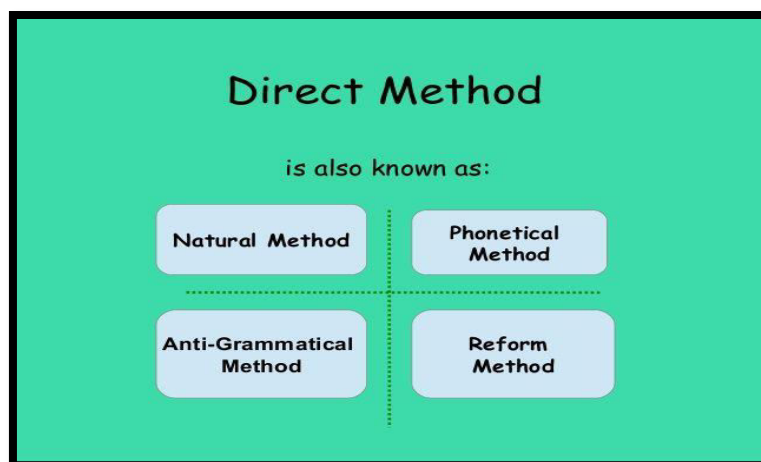 Direct Method
is also known as:
Natural Method
Phonetical
Method
Anti-Grammatical
Method
Reform
Method